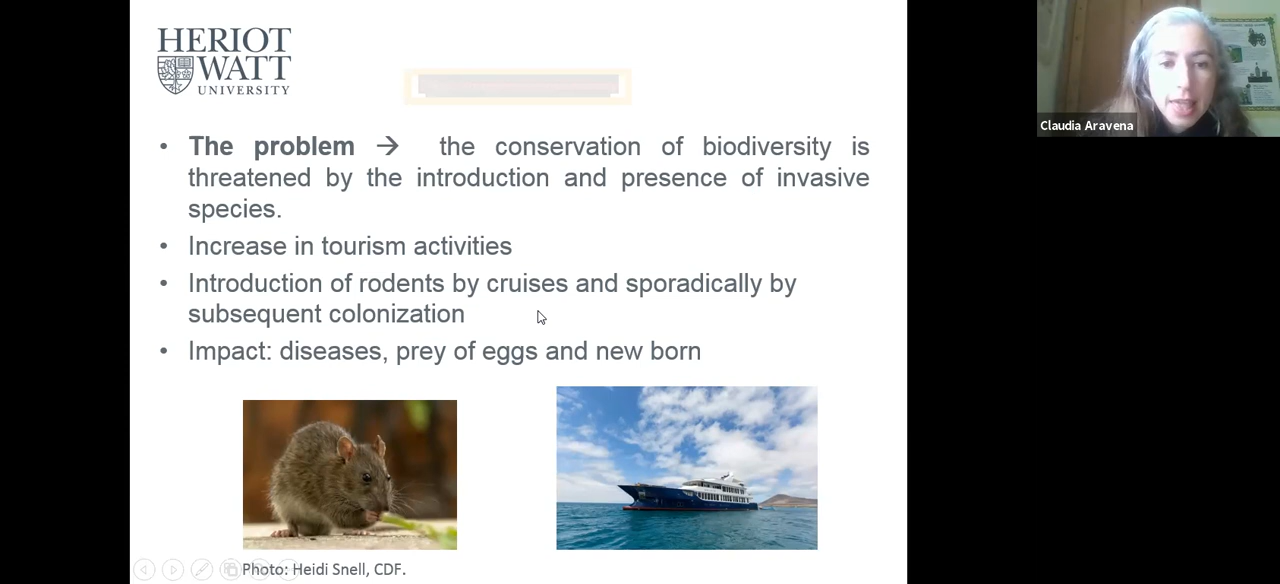 HERIOT
WATT
UNIVERSITY
Claudia Aravena
• The problem → the conservation of biodiversity is
threatened by the introduction and presence of invasive
species.
• Increase in tourism activities
• Introduction of rodents by cruises and sporadically by
subsequent colonization
• Impact: diseases, prey of eggs and new born
Photo: Heidi Snell, CDF.